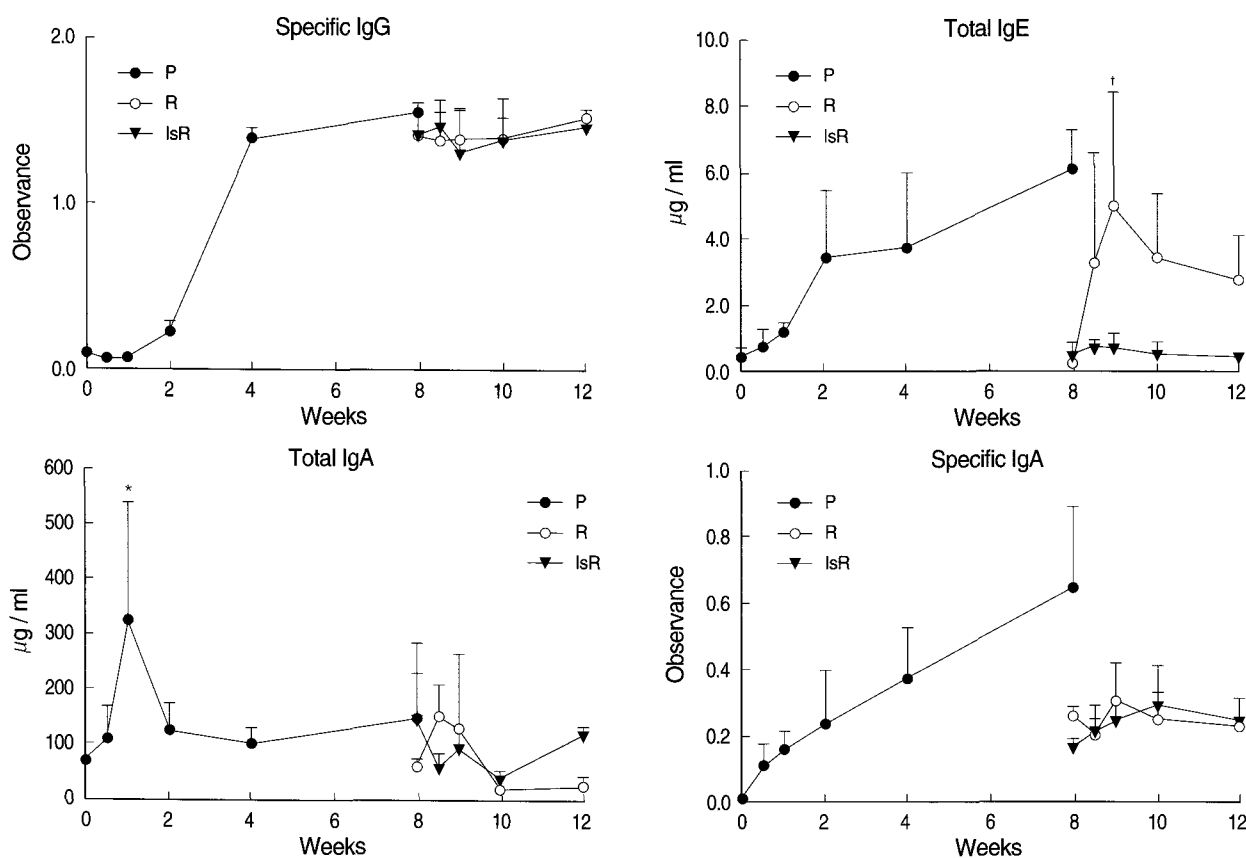 Specific IgG
2.0
P
R
IsR
1.0
0.0
Observance
0 2 4 6 8 10 12
Weeks
Total IgE
10.0
†
P
R
IsR
8.0
6.0
4.0
2.0
0.0
µg / ml
0 2 4 6 8 10 12
Weeks
Total IgA
600
*
P
R
IsR
500
400
300
200
100
0
µg / ml
0 2 4 6 8 10 12
Weeks
Specific IgA
1.0
P
R
IsR
0.8
0.6
0.4
0.2
0.0
Observance
0 2 4 6 8 10 12
Weeks